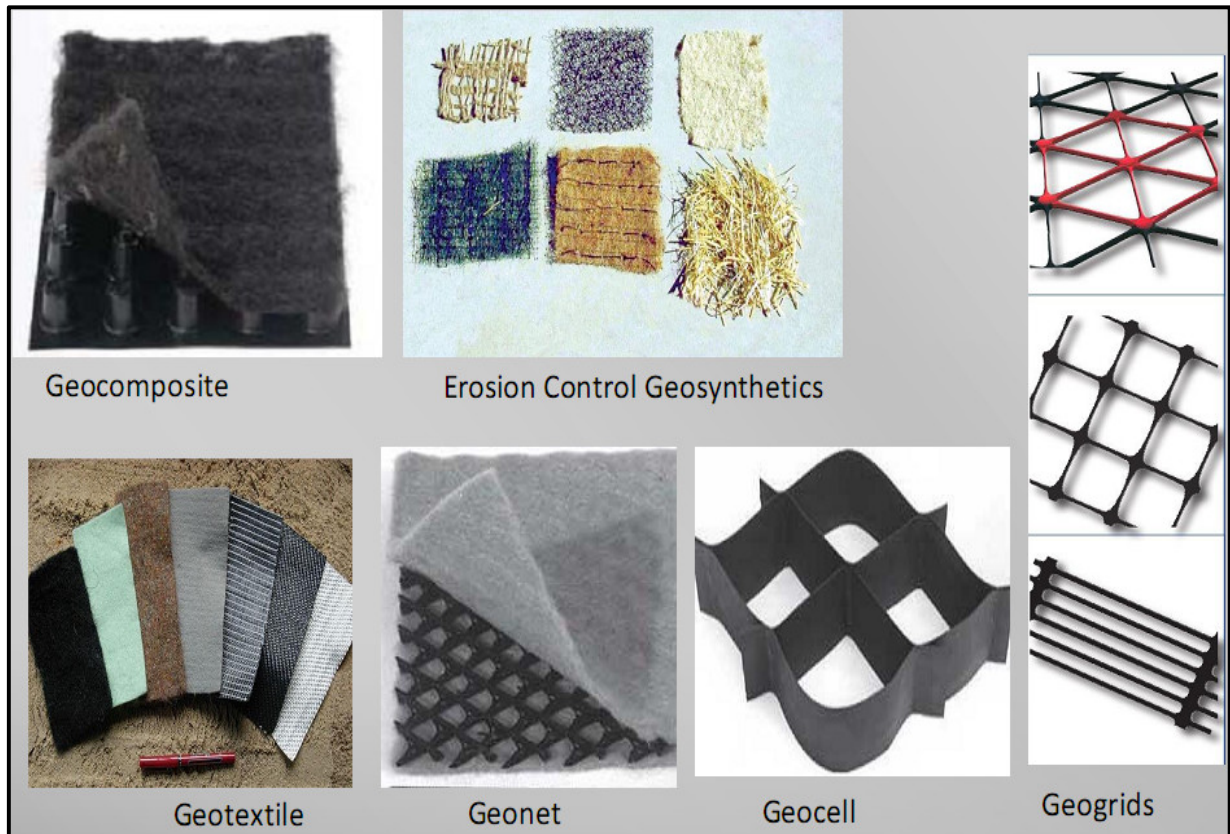 Geocomposite
Erosion Control Geosynthetics
Geotextile
Geonet
Geocell
Geogrids